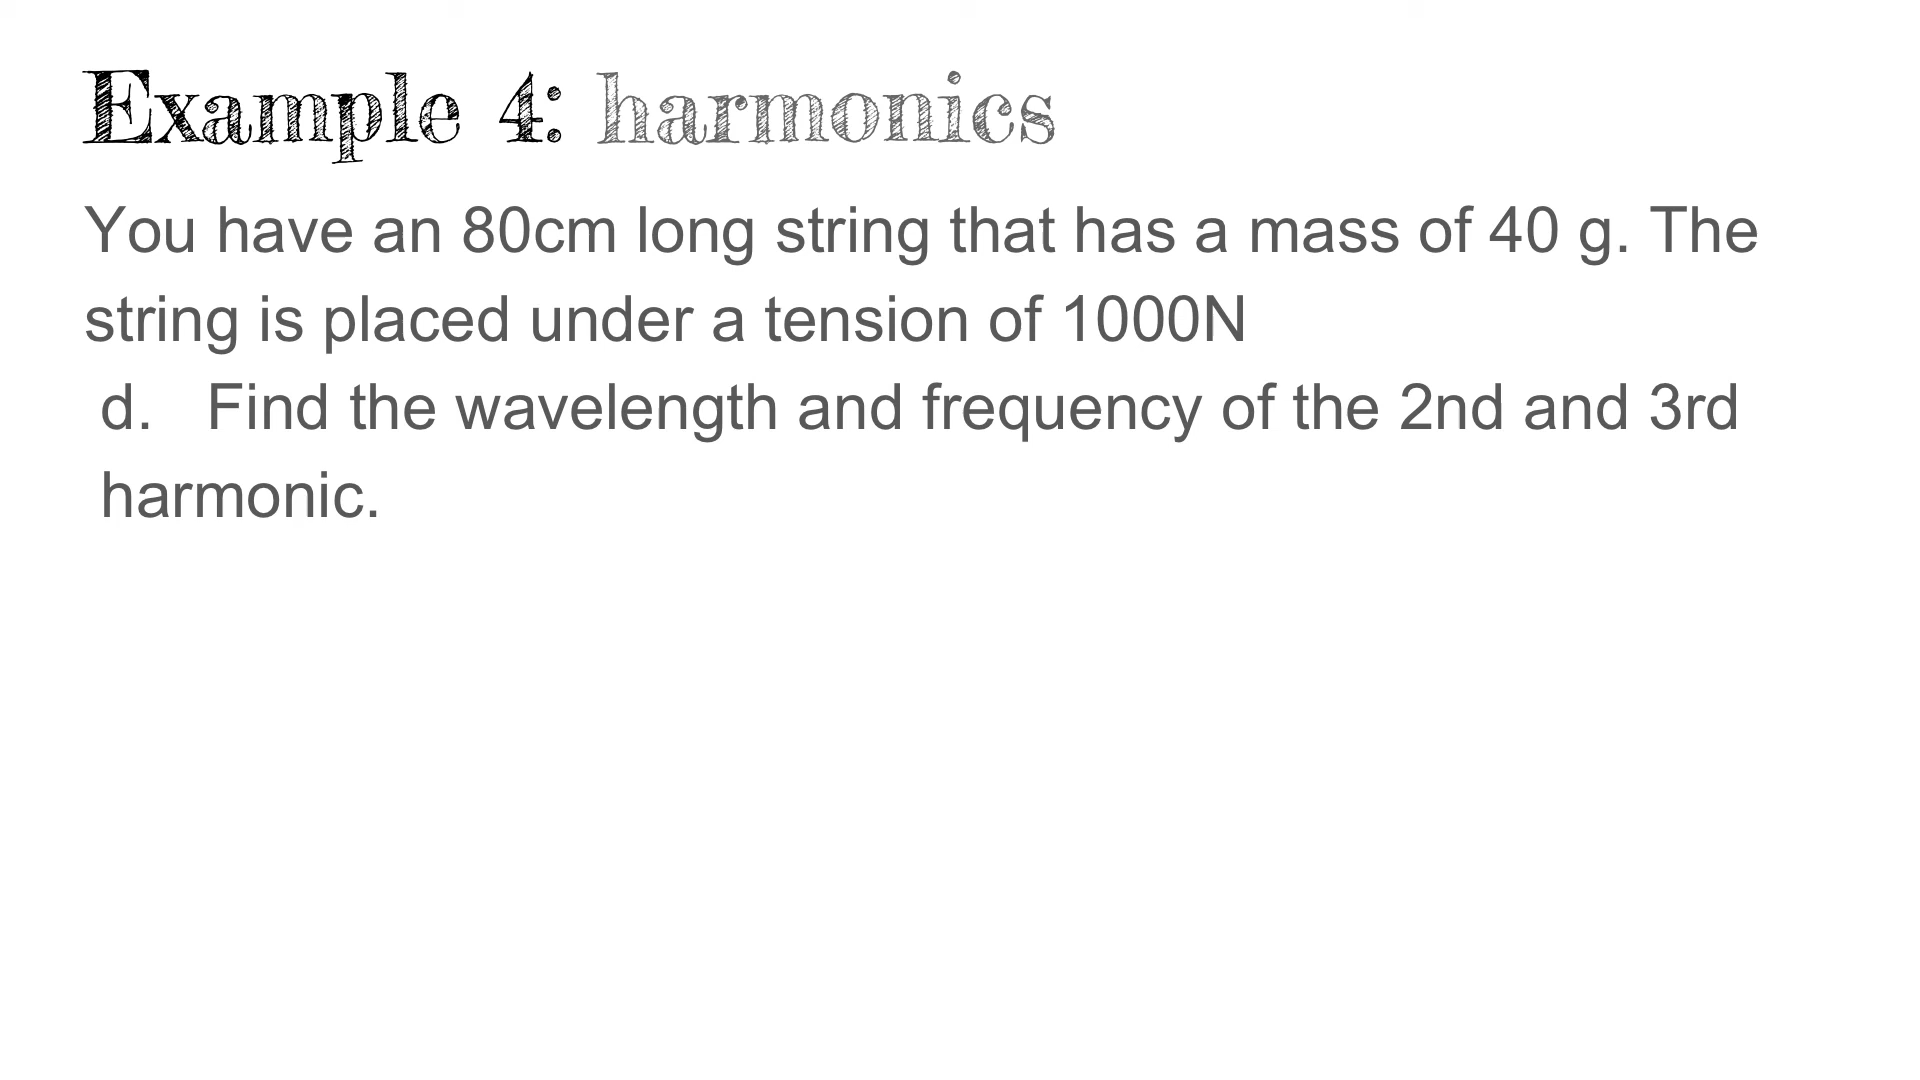 Example 4: harmonics
You have an 80cm long string that has a mass of 40 g. The
string is placed under a tension of 1000N
d. Find the wavelength and frequency of the 2nd and 3rd
harmonic.